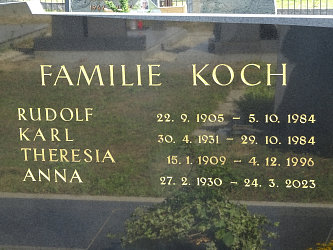 FAMILIE KOCH
RUDOLF 22. 9. 1905 – 5. 10. 1984
KARL 30. 4. 1931 – 29. 10. 1984
THERESIA 15. 1. 1909 – 4. 12. 1996
ANNA 27. 2. 1930 – 24. 3. 2023